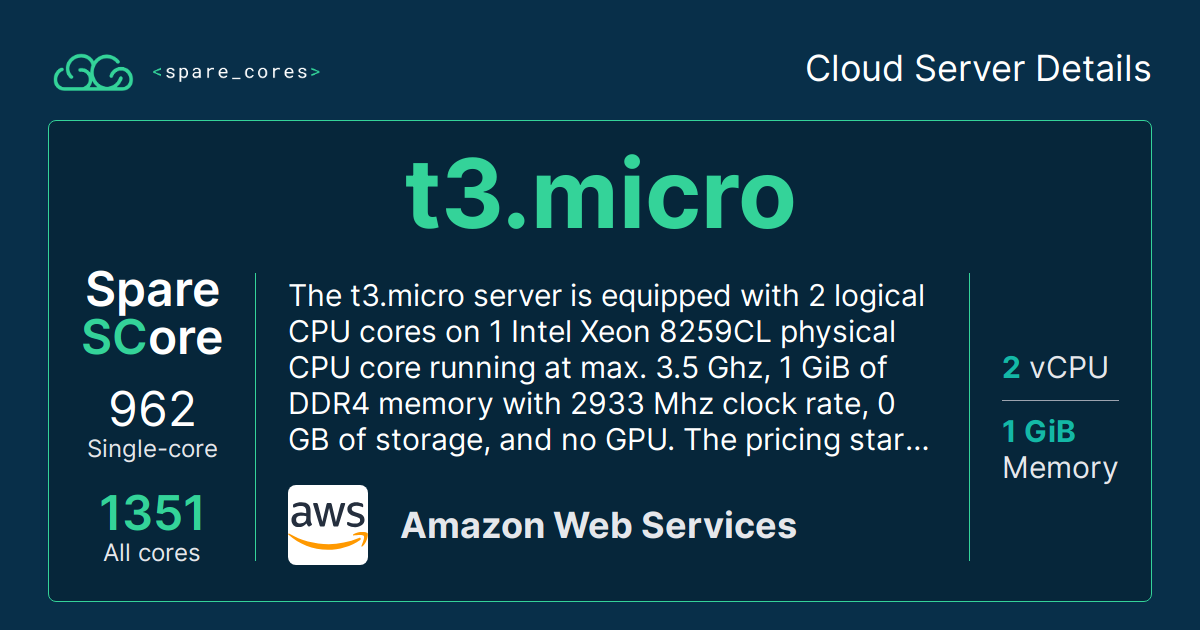 <spare_cores>
Cloud Server Details
t3.micro
Spare
SCore
962
Single-core
1351
All cores
The t3.micro server is equipped with 2 logical
CPU cores on 1 Intel Xeon 8259CL physical
CPU core running at max. 3.5 Ghz, 1 GiB of
DDR4 memory with 2933 Mhz clock rate, 0
GB of storage, and no GPU. The pricing star...
aws
Amazon Web Services
2 vCPU
1 GiB
Memory